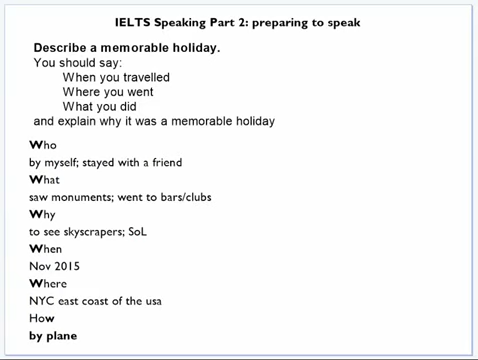 IELTS Speaking Part 2: preparing to speak
Describe a memorable holiday.
You should say:
When you travelled
Where you went
What you did
and explain why it was a memorable holiday
Who
by myself; stayed with a friend
What
saw monuments; went to bars/clubs
Why
to see skyscrapers; SoL
When
Nov 2015
Where
NYC east coast of the usa
How
by plane